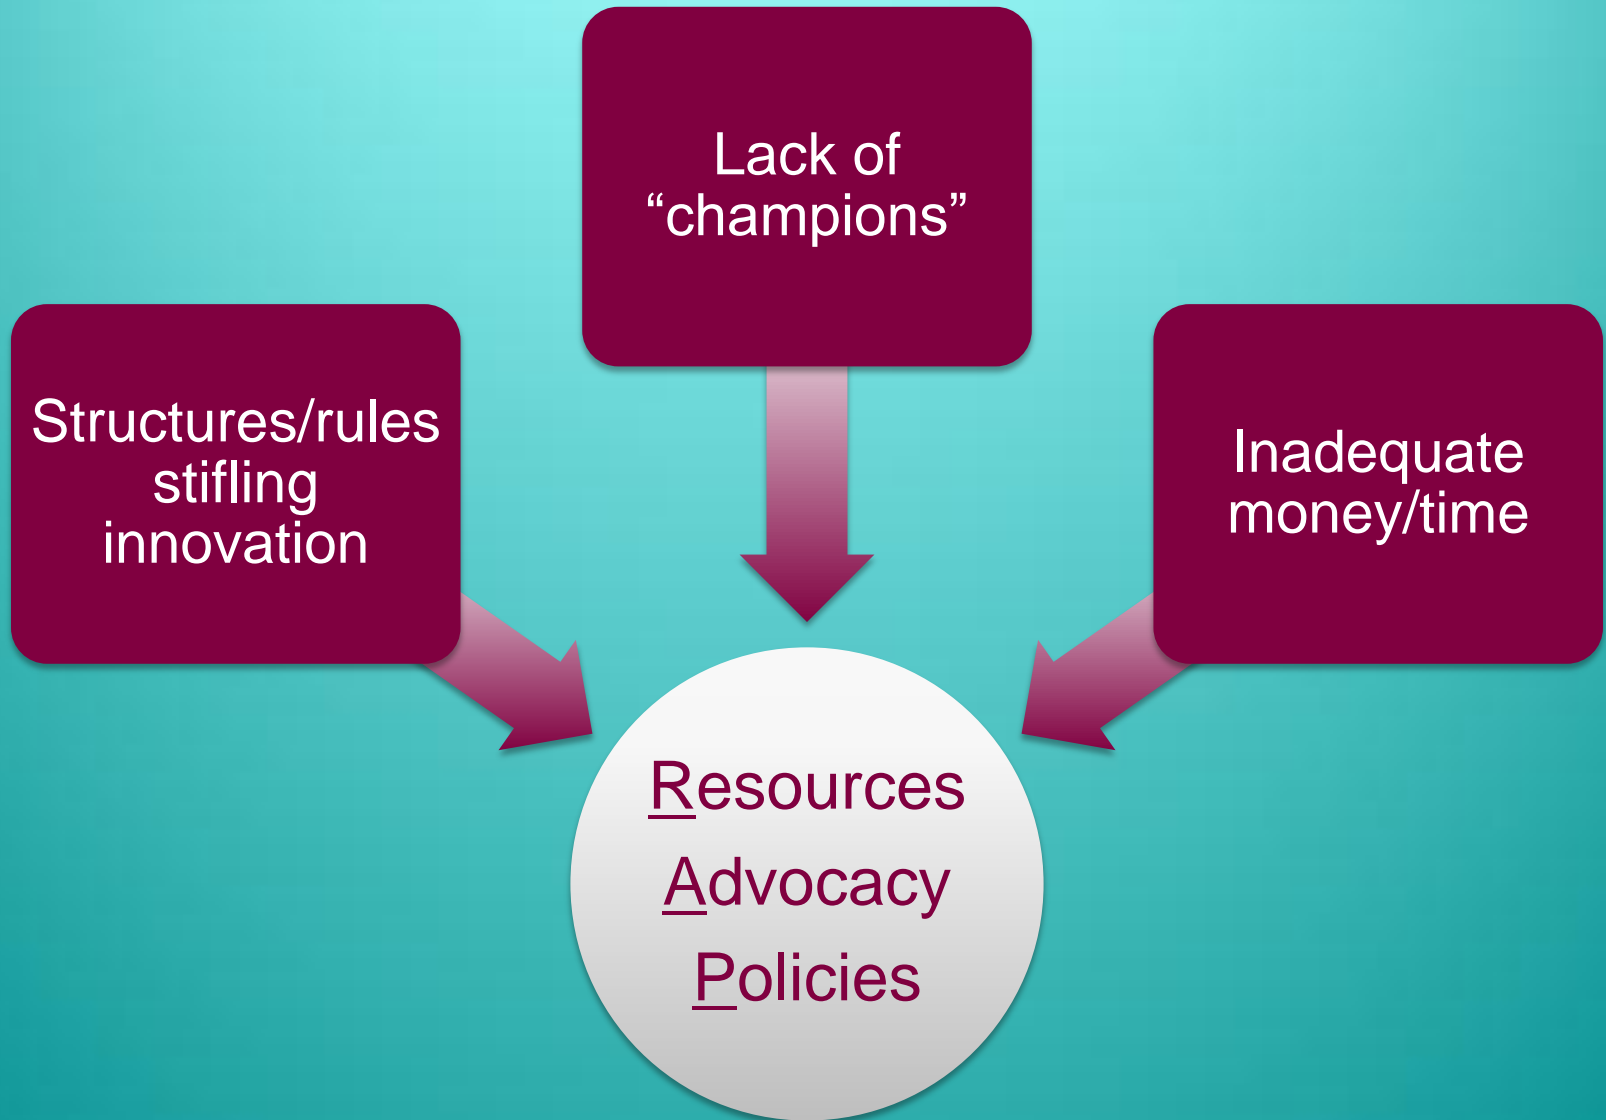 Lack of
“champions”
Structures/rules
stifling
innovation
Inadequate
money/time
Resources
Advocacy
Policies